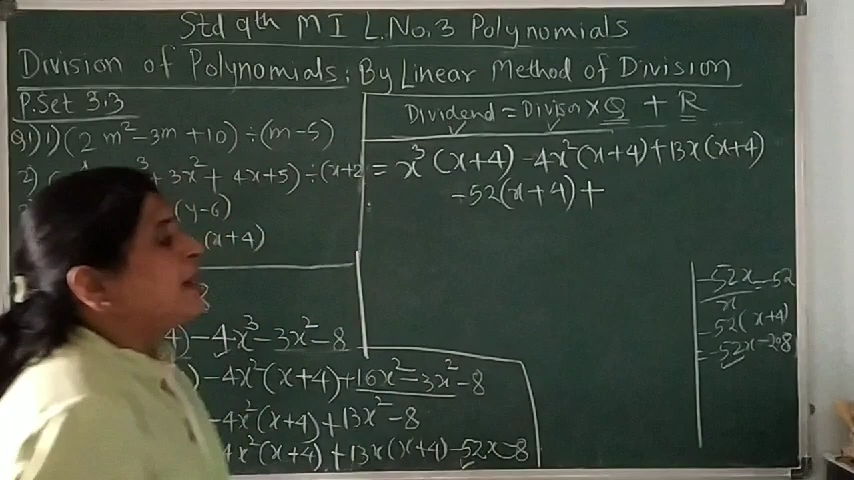 Std 9th M I L.No.3 Polynomials
Division of Polynomials: By Linear Method of Division
P.Set 3.3
Q1) 1) (2m² - 3m + 10) ÷ (m - 5)
2) ³ + 3x² + 4x + 5) ÷ (x + 2
(y - 6)
(x + 4)
3
4) - 4x³ - 3x² - 8
) - 4x² (x + 4) + 16x² - 3x² - 8
- 4x² (x + 4) + 13x² - 8
4x² (x + 4) + 13x (x + 4) - 52x - 8
Dividend = Divisor × Q + R
= x³ (x + 4) - 4x² (x + 4) + 13x (x + 4)
- 52 (x + 4) +
- 52x - 52
x
- 52 (x + 4)
= - 52x - 208